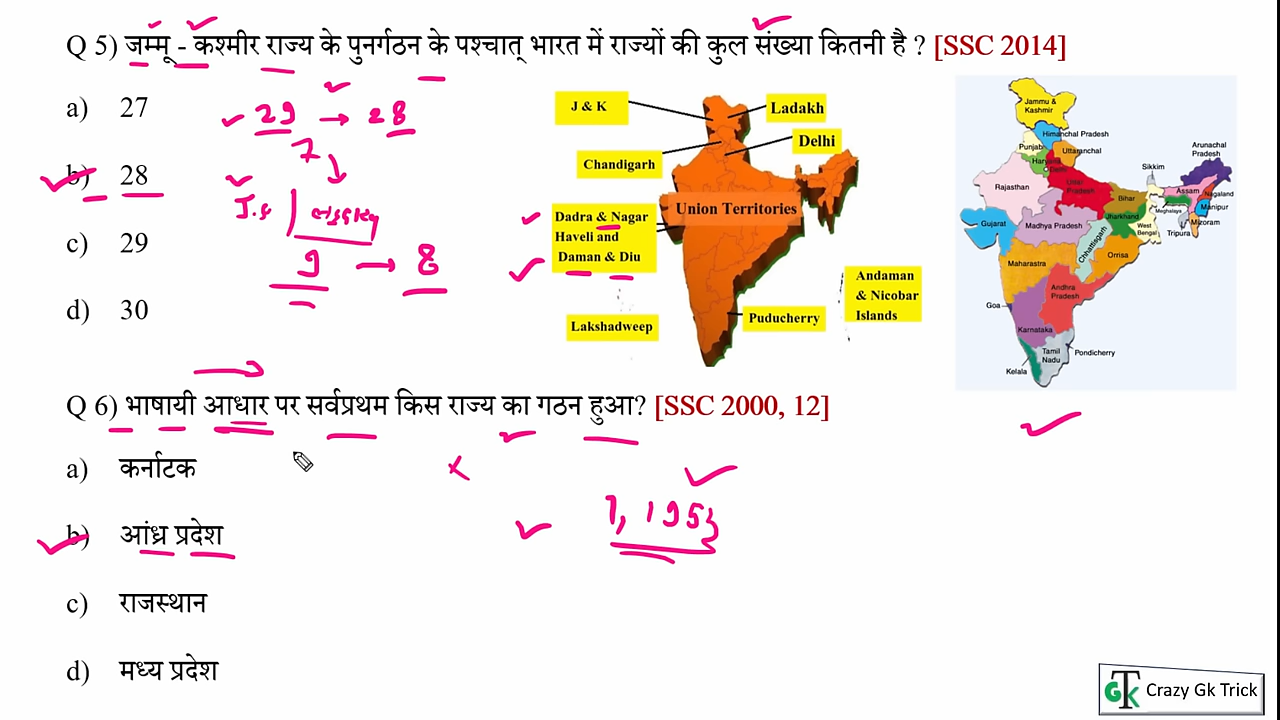 Q 5) जम्मू - कश्मीर राज्य के पुनर्गठन के पश्चात् भारत में राज्यों की कुल संख्या कितनी है ? [SSC 2014]
a) 27
b) 28
c) 29
d) 30
29 → 28
7
J.K
9 → 8
J & K
Ladakh
Delhi
Chandigarh
Union Territories
Dadra & Nagar
Haveli and
Daman & Diu
Lakshadweep
Puducherry
Andaman
& Nicobar
Islands
Jammu &
Kashmir
Himanchal Pradesh
Punjab
Uttaranchal
Haryana
Delhi
Arunachal
Pradesh
Sikkim
Rajasthan
Uttar
Pradesh
Bihar
Assam
Nagaland
Meghalaya
Manipur
Mizoram
Tripura
Gujarat
Madhya Pradesh
Jharkhand
West
Bengal
Chhattisgarh
Orrisa
Maharastra
Andhra
Pradesh
Goa
Karnataka
Tamil
Nadu
Pondicherry
Kelala
Q 6) भाषायी आधार पर सर्वप्रथम किस राज्य का गठन हुआ? [SSC 2000, 12]
a) कर्नाटक
b) आंध्र प्रदेश
c) राजस्थान
d) मध्य प्रदेश
1, 1953
GTK Crazy Gk Trick